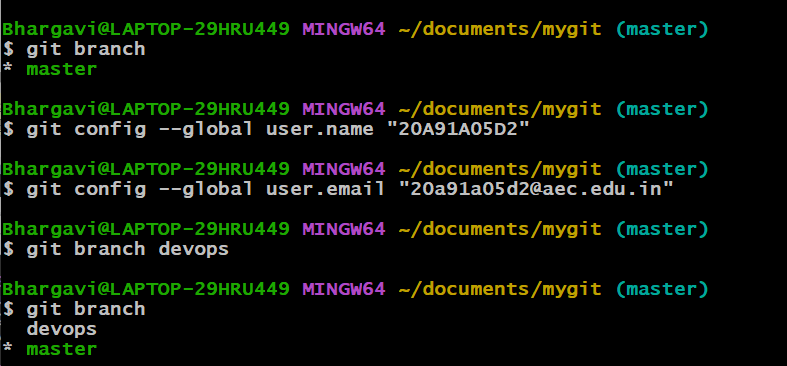 Bhargavi@LAPTOP-29HRU449 MINGW64 ~/documents/mygit (master)
$ git branch
* master
Bhargavi@LAPTOP-29HRU449 MINGW64 ~/documents/mygit (master)
$ git config --global user.name "20A91A05D2"
Bhargavi@LAPTOP-29HRU449 MINGW64 ~/documents/mygit (master)
$ git config --global user.email "20a91a05d2@aec.edu.in"
Bhargavi@LAPTOP-29HRU449 MINGW64 ~/documents/mygit (master)
$ git branch devops
Bhargavi@LAPTOP-29HRU449 MINGW64 ~/documents/mygit (master)
$ git branch
  devops
* master